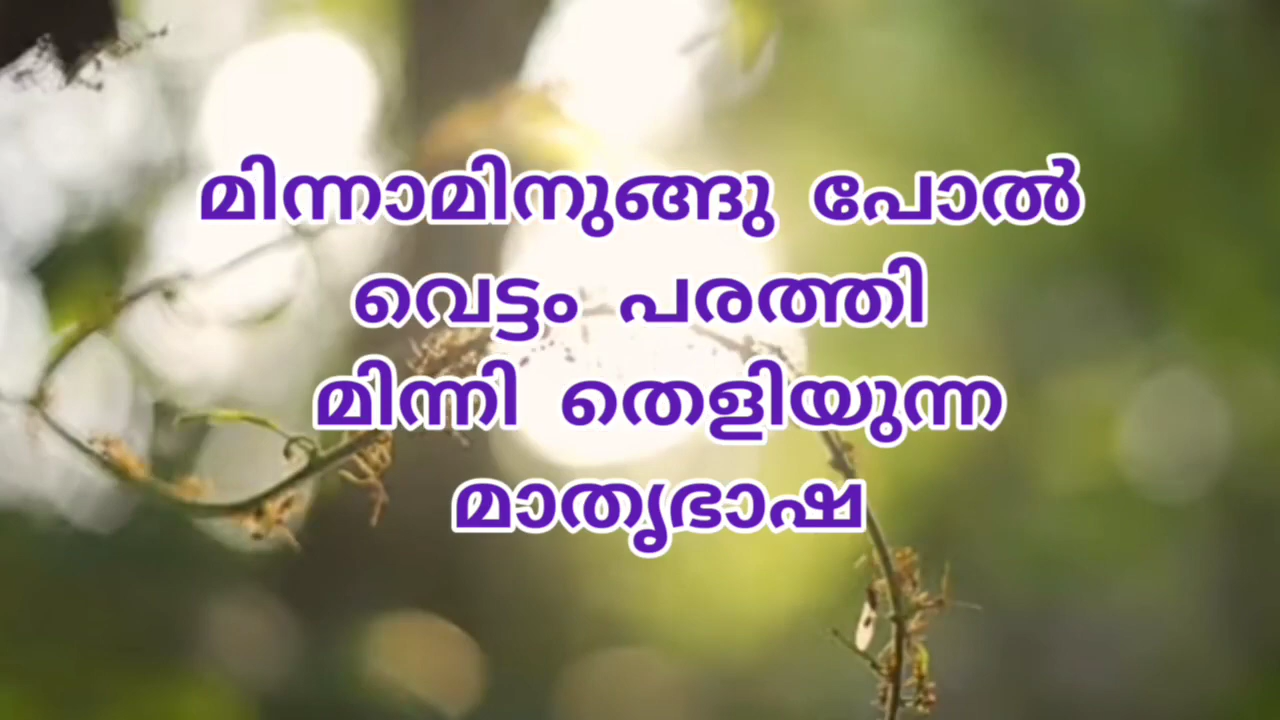 മിന്നാമിനുങ്ങു പോൽ
വെട്ടം പരത്തി
മിന്നി തെളിയുന്ന
മാതൃഭാഷ